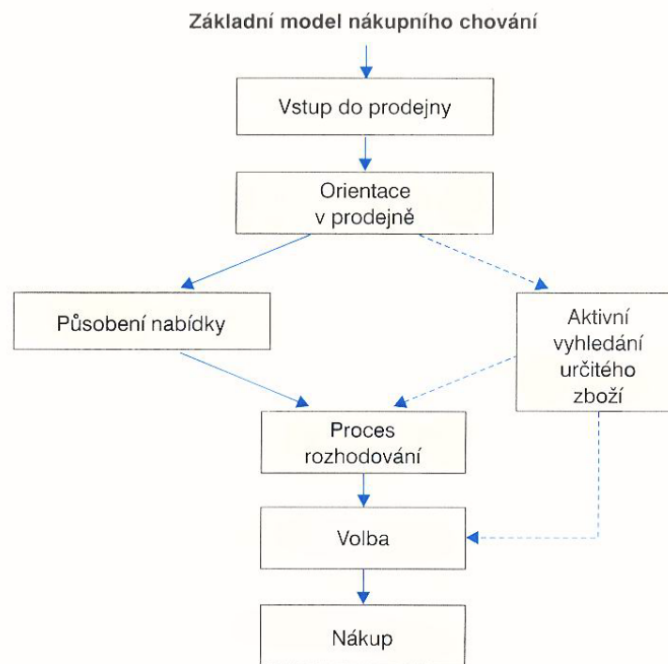 Základní model nákupního chování
Vstup do prodejny
Orientace
v prodejně
Působení nabídky
Aktivní
vyhledání
určitého
zboží
Proces
rozhodování
Volba
Nákup